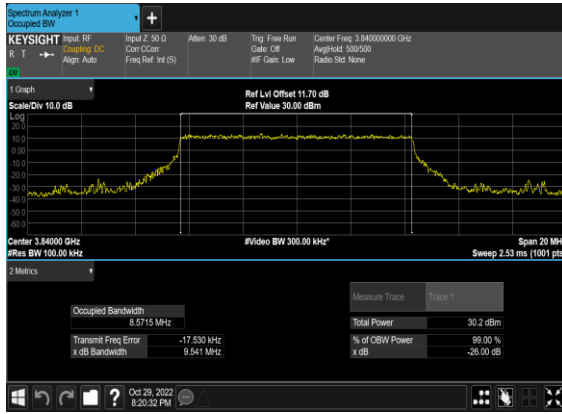 Spectrum Analyzer 1
Occupied BW
+
KEYSIGHT Input: RF Input Z: 50 Ω Atten: 30 dB Trig: Free Run Center Freq: 3.840000000 GHz
R T Coupling: DC Corr CCorr Gate: Off Avg|Hold: 500/500
Align: Auto Freq Ref: Int (S) #IF Gain: Low Radio Std: None
LW
1 Graph
Scale/Div 10.0 dB Ref Lvl Offset 11.70 dB
Ref Value 30.00 dBm
Log
20.0
10.0
0.00
-10.0
-20.0
-30.0
-40.0
-50.0
-60.0
Center 3.84000 GHz #Video BW 300.00 kHz* Span 20 MH
#Res BW 100.00 kHz Sweep 2.53 ms (1001 pts
2 Metrics
Measure Trace Trace 1
Occupied Bandwidth
8.5715 MHz Total Power 30.2 dBm
Transmit Freq Error -17.530 kHz % of OBW Power 99.00 %
x dB Bandwidth 9.541 MHz x dB -26.00 dB
? Oct 29, 2022
8:20:32 PM